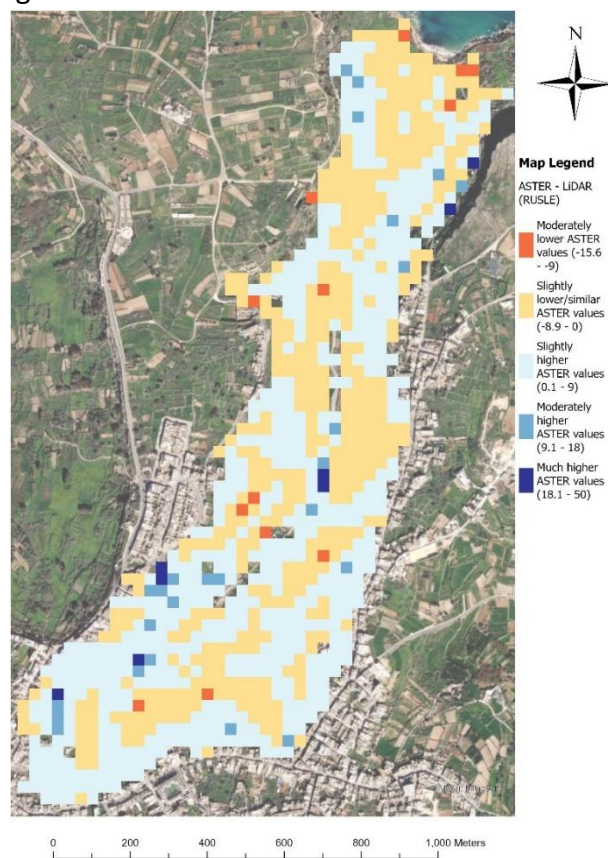 g
N
Map Legend
ASTER - LiDAR
(RUSLE)
Moderately
lower ASTER
values (-15.6
- -9)
Slightly
lower/similar
ASTER values
(-8.9 - 0)
Slightly
higher
ASTER values
(0.1 - 9)
Moderately
higher
ASTER values
(9.1 - 18)
Much higher
ASTER values
(18.1 - 50)
0 200 400 600 800 1,000 Meters